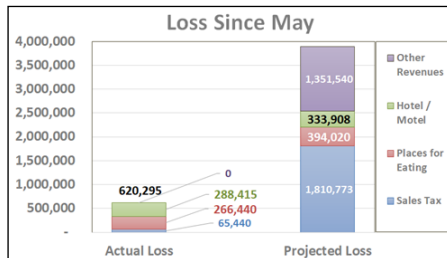 Loss Since May
4,000,000
3,500,000
3,000,000
2,500,000
2,000,000
1,500,000
1,000,000
500,000
-
620,295
0
288,415
266,440
65,440
1,351,540
333,908
394,020
1,810,773
Actual Loss
Projected Loss
Other
Revenues
Hotel /
Motel
Places for
Eating
Sales Tax